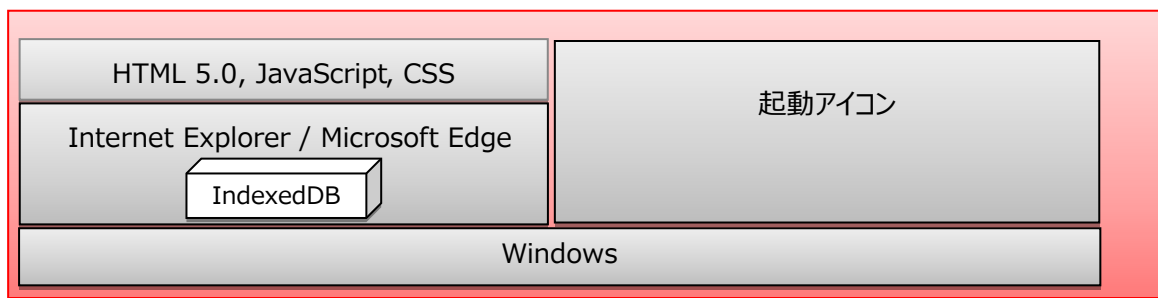 HTML 5.0, JavaScript, CSS
起動アイコン
Internet Explorer / Microsoft Edge
IndexedDB
Windows